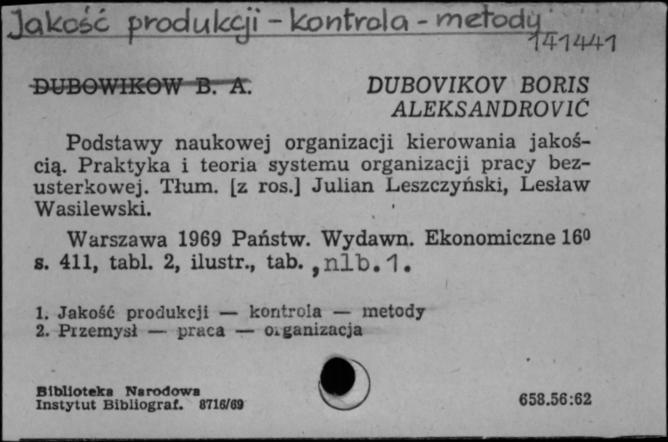 Jakość produkcji - kontrola - metody
141441
DUBOWIKOW B. A. DUBOVIKOV BORIS
ALEKSANDROVIČ
Podstawy naukowej organizacji kierowania jakoś-
cią. Praktyka i teoria systemu organizacji pracy bez-
usterkowej. Tłum. [z ros.] Julian Leszczyński, Lesław
Wasilewski.
Warszawa 1969 Państw. Wydawn. Ekonomiczne 16⁰
s. 411, tabl. 2, ilustr., tab. , nlb. 1.
1. Jakość produkcji — kontrola — metody
2. Przemysł — praca — organizacja
Biblioteka Narodowa
Instytut Bibliograf. 8716/69
658.56:62